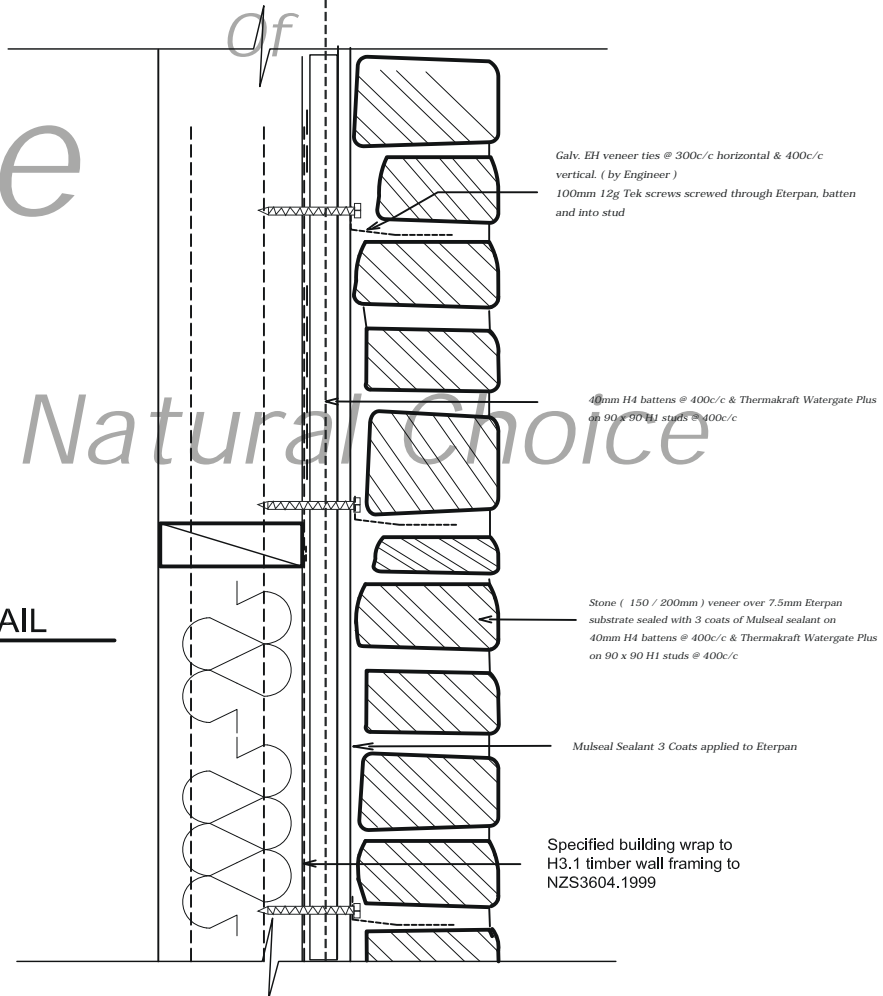 Of
e
Galv. EH veneer ties @ 300c/c horizontal & 400c/c
vertical. ( by Engineer )
100mm 12g Tek screws screwed through Eterpan, batten
and into stud
Natural Choice
40mm H4 battens @ 400c/c & Thermakraft Watergate Plus
on 90 x 90 H1 studs @ 400c/c
AIL
Stone ( 150 / 200mm ) veneer over 7.5mm Eterpan
substrate sealed with 3 coats of Mulseal sealant on
40mm H4 battens @ 400c/c & Thermakraft Watergate Plus
on 90 x 90 H1 studs @ 400c/c
Mulseal Sealant 3 Coats applied to Eterpan
Specified building wrap to
H3.1 timber wall framing to
NZS3604.1999